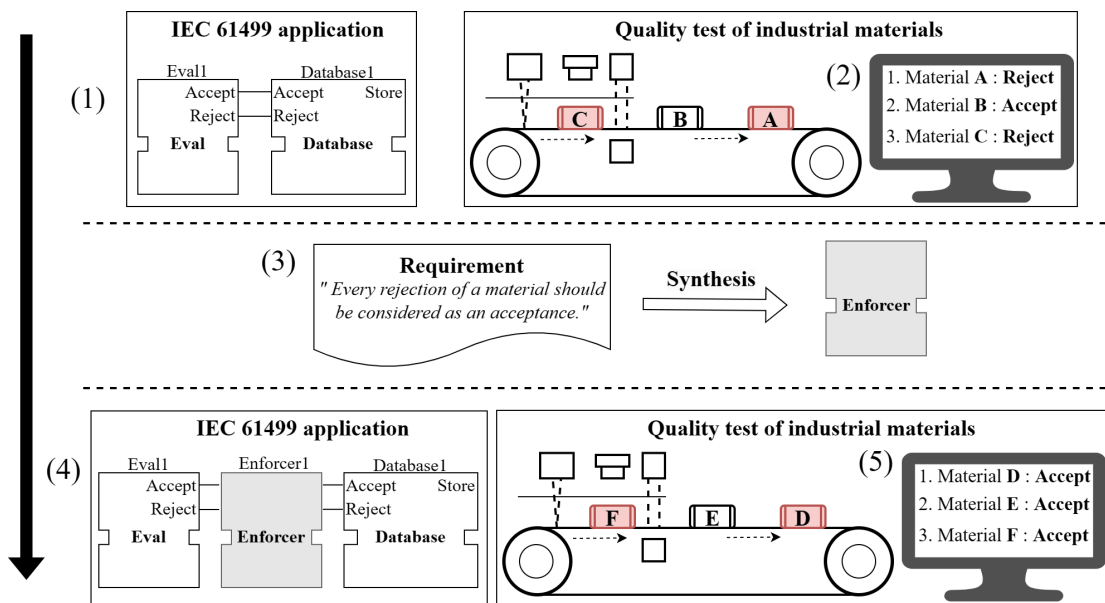 IEC 61499 application
Quality test of industrial materials
(1)
Eval1
Database1
Accept
Accept
Store
Reject
Reject
Eval
Database
(2)
1. Material A : Reject
2. Material B : Accept
3. Material C : Reject
C
B
A
(3)
Requirement
" Every rejection of a material should
be considered as an acceptance."
Synthesis
Enforcer
IEC 61499 application
Quality test of industrial materials
(4)
Eval1
Enforcer1
Database1
Accept
Accept
Store
Reject
Reject
Eval
Enforcer
Database
(5)
1. Material D : Accept
2. Material E : Accept
3. Material F : Accept
F
E
D